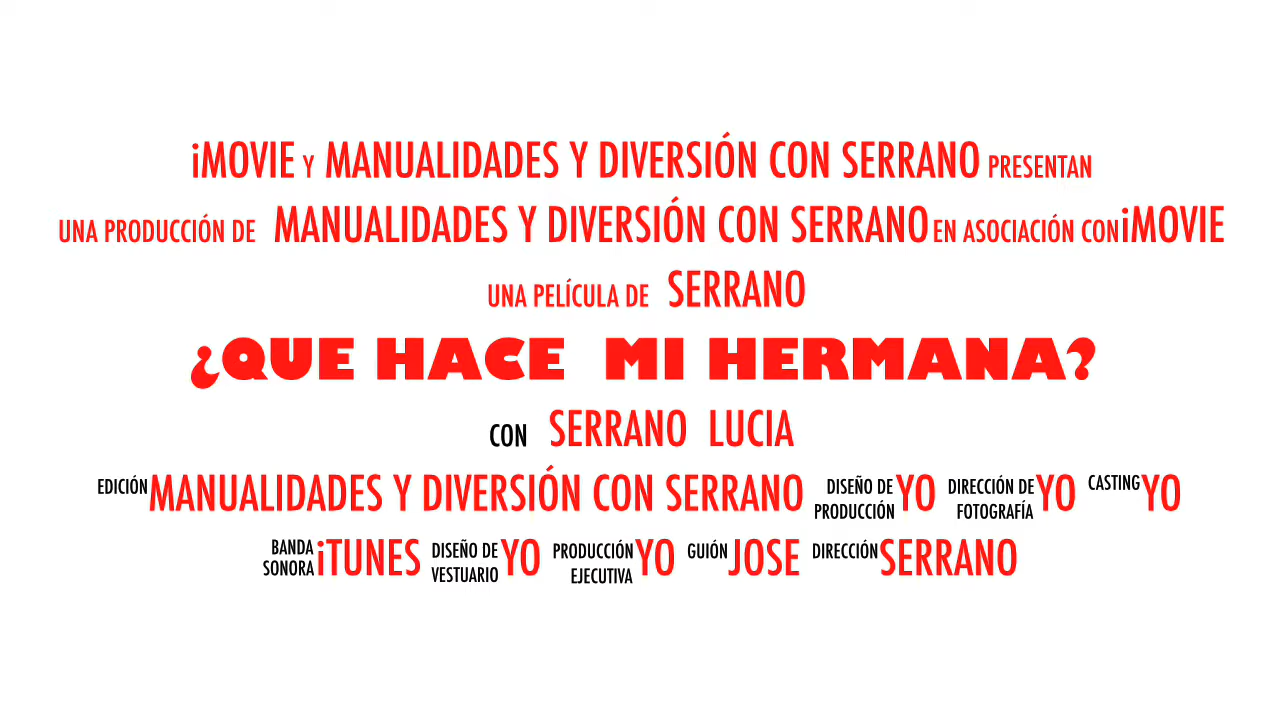 iMOVIE Y MANUALIDADES Y DIVERSIÓN CON SERRANO PRESENTAN
UNA PRODUCCIÓN DE MANUALIDADES Y DIVERSIÓN CON SERRANO EN ASOCIACIÓN CON iMOVIE
UNA PELÍCULA DE SERRANO
¿QUE HACE MI HERMANA?
CON SERRANO LUCIA
EDICIÓN MANUALIDADES Y DIVERSIÓN CON SERRANO DISEÑO DE PRODUCCIÓN YO DIRECCIÓN DE FOTOGRAFÍA YO CASTING YO
BANDA SONORA iTUNES DISEÑO DE VESTUARIO YO PRODUCCIÓN EJECUTIVA YO GUIÓN JOSE DIRECCIÓN SERRANO